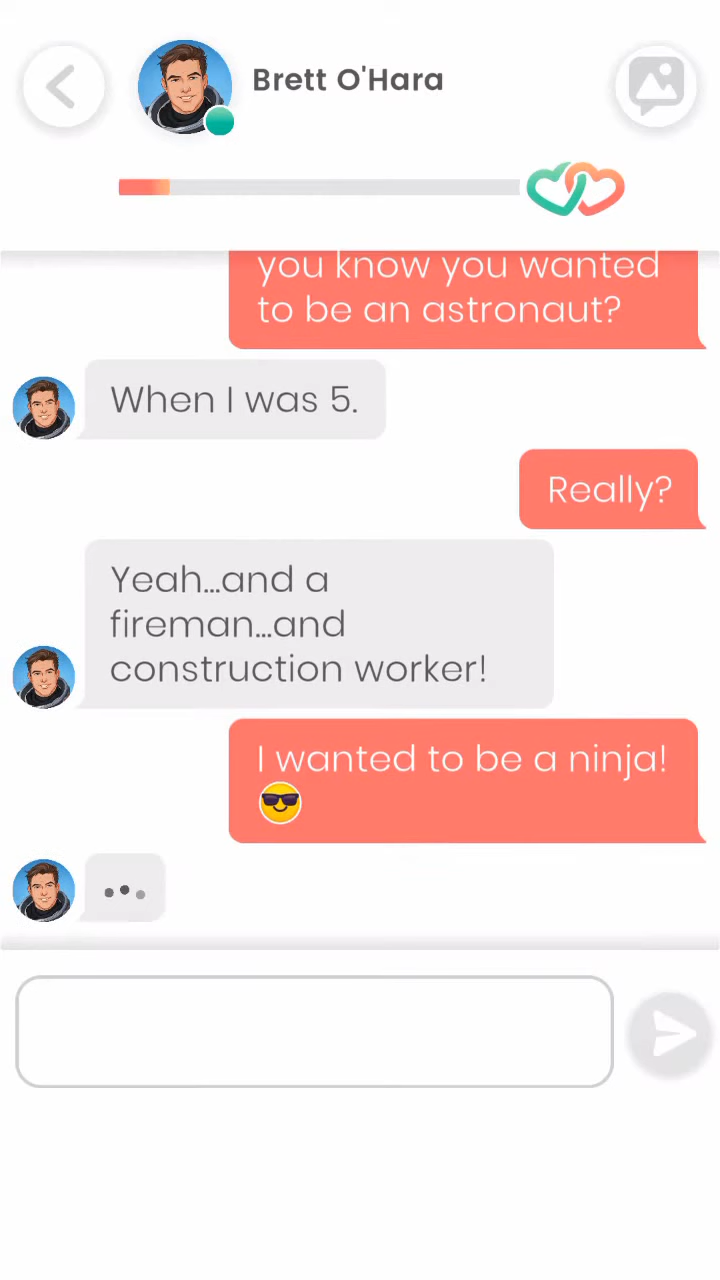 Brett O'Hara
you know you wanted
to be an astronaut?
When I was 5.
Really?
Yeah...and a
fireman...and
construction worker!
I wanted to be a ninja!
😎